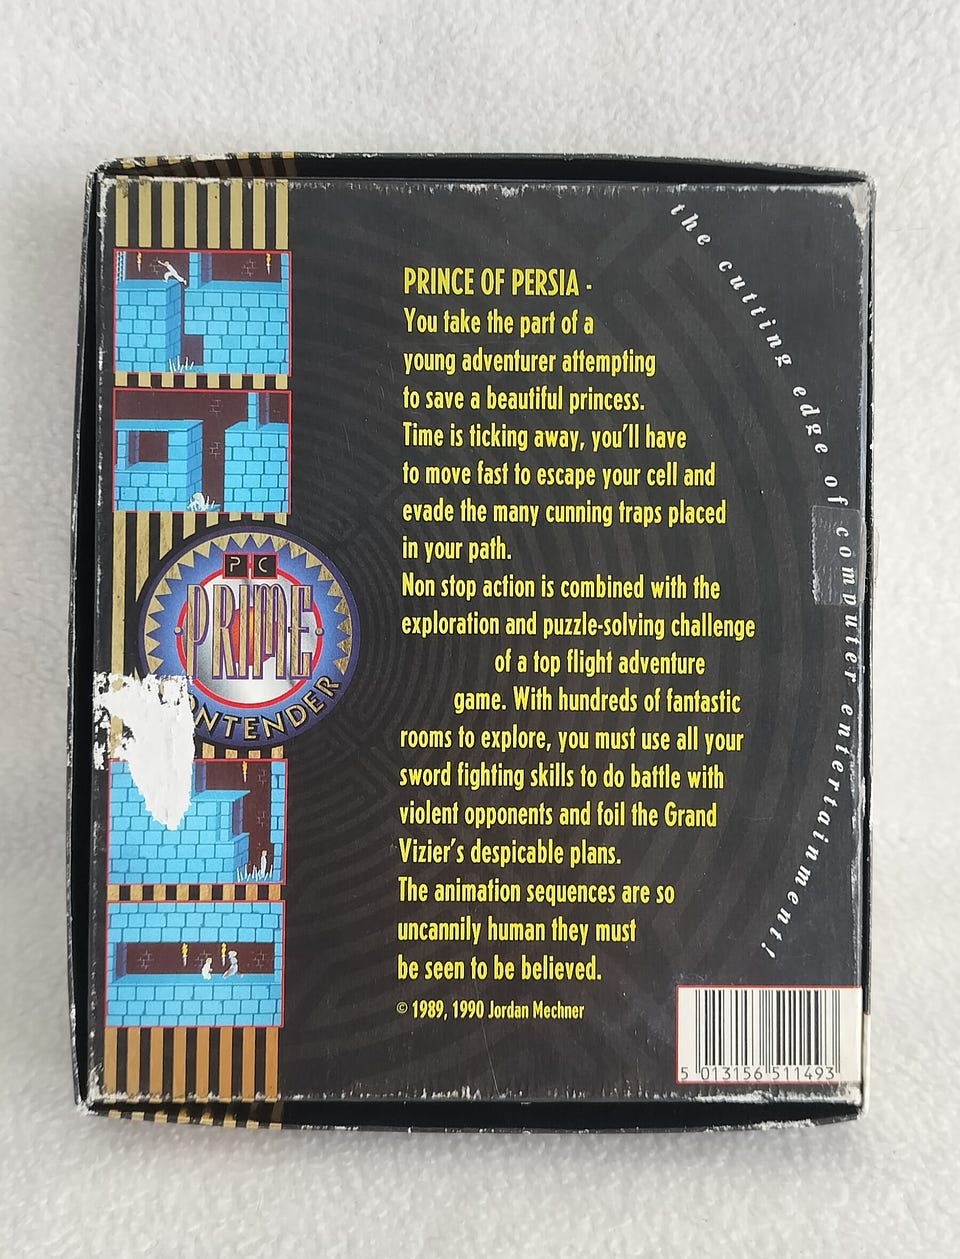 the cutting edge of computer entertainment!
PRINCE OF PERSIA -
You take the part of a
young adventurer attempting
to save a beautiful princess.
Time is ticking away, you'll have
to move fast to escape your cell and
evade the many cunning traps placed
in your path.
Non stop action is combined with the
exploration and puzzle-solving challenge
of a top flight adventure
game. With hundreds of fantastic
rooms to explore, you must use all your
sword fighting skills to do battle with
violent opponents and foil the Grand
Vizier's despicable plans.
The animation sequences are so
uncannily human they must
be seen to be believed.
© 1989, 1990 Jordan Mechner
PC
PRIME
ONTENDER
5 013156 511493